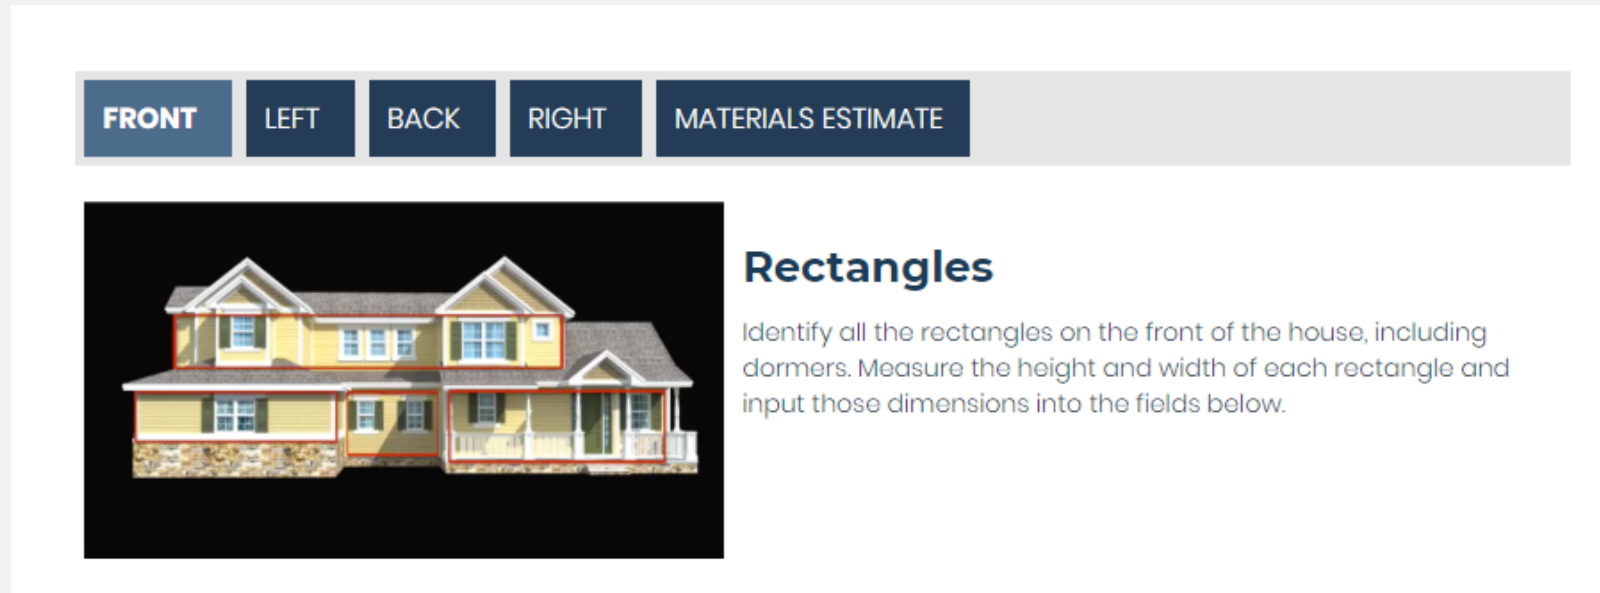 FRONT LEFT BACK RIGHT MATERIALS ESTIMATE
Rectangles
Identify all the rectangles on the front of the house, including
dormers. Measure the height and width of each rectangle and
input those dimensions into the fields below.